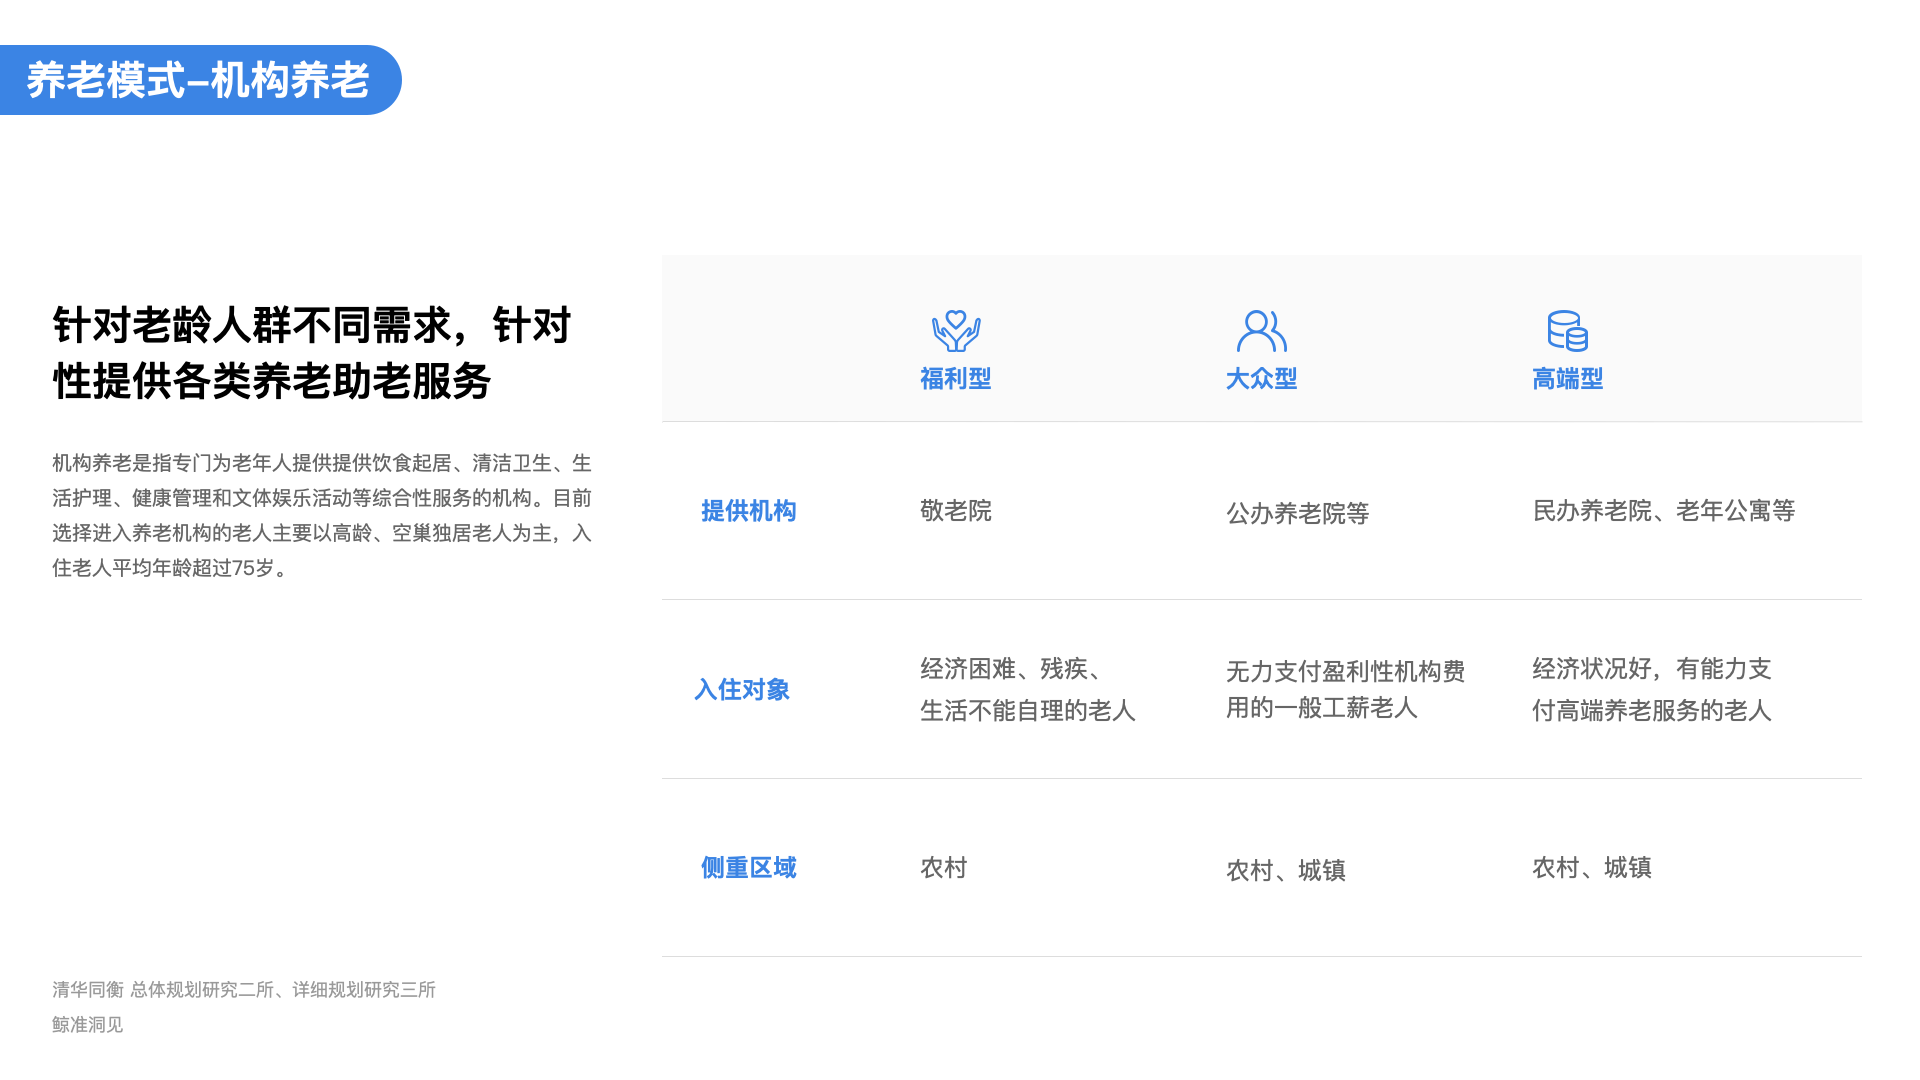 养老模式–机构养老
针对老龄人群不同需求，针对
性提供各类养老助老服务
机构养老是指专门为老年人提供提供饮食起居、清洁卫生、生
活护理、健康管理和文体娱乐活动等综合性服务的机构。目前
选择进入养老机构的老人主要以高龄、空巢独居老人为主，入
住老人平均年龄超过75岁。
福利型
大众型
高端型
提供机构
敬老院
公办养老院等
民办养老院、老年公寓等
入住对象
经济困难、残疾、
生活不能自理的老人
无力支付盈利性机构费
用的一般工薪老人
经济状况好，有能力支
付高端养老服务的老人
侧重区域
农村
农村、城镇
农村、城镇
清华同衡 总体规划研究二所、详细规划研究三所
鲸准洞见